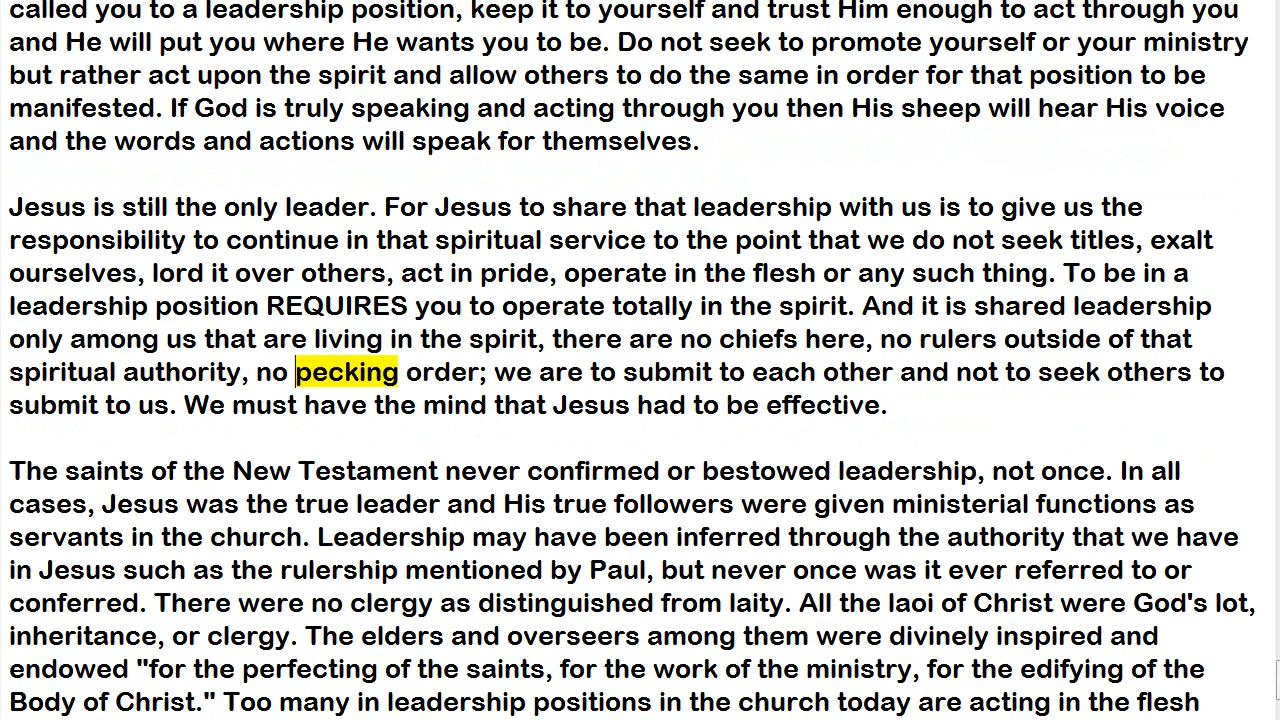 called you to a leadership position, keep it to yourself and trust Him enough to act through you
and He will put you where He wants you to be. Do not seek to promote yourself or your ministry
but rather act upon the spirit and allow others to do the same in order for that position to be
manifested. If God is truly speaking and acting through you then His sheep will hear His voice
and the words and actions will speak for themselves.
Jesus is still the only leader. For Jesus to share that leadership with us is to give us the
responsibility to continue in that spiritual service to the point that we do not seek titles, exalt
ourselves, lord it over others, act in pride, operate in the flesh or any such thing. To be in a
leadership position REQUIRES you to operate totally in the spirit. And it is shared leadership
only among us that are living in the spirit, there are no chiefs here, no rulers outside of that
spiritual authority, no pecking order; we are to submit to each other and not to seek others to
submit to us. We must have the mind that Jesus had to be effective.
The saints of the New Testament never confirmed or bestowed leadership, not once. In all
cases, Jesus was the true leader and His true followers were given ministerial functions as
servants in the church. Leadership may have been inferred through the authority that we have
in Jesus such as the rulership mentioned by Paul, but never once was it ever referred to or
conferred. There were no clergy as distinguished from laity. All the laoi of Christ were God's lot,
inheritance, or clergy. The elders and overseers among them were divinely inspired and
endowed "for the perfecting of the saints, for the work of the ministry, for the edifying of the
Body of Christ." Too many in leadership positions in the church today are acting in the flesh